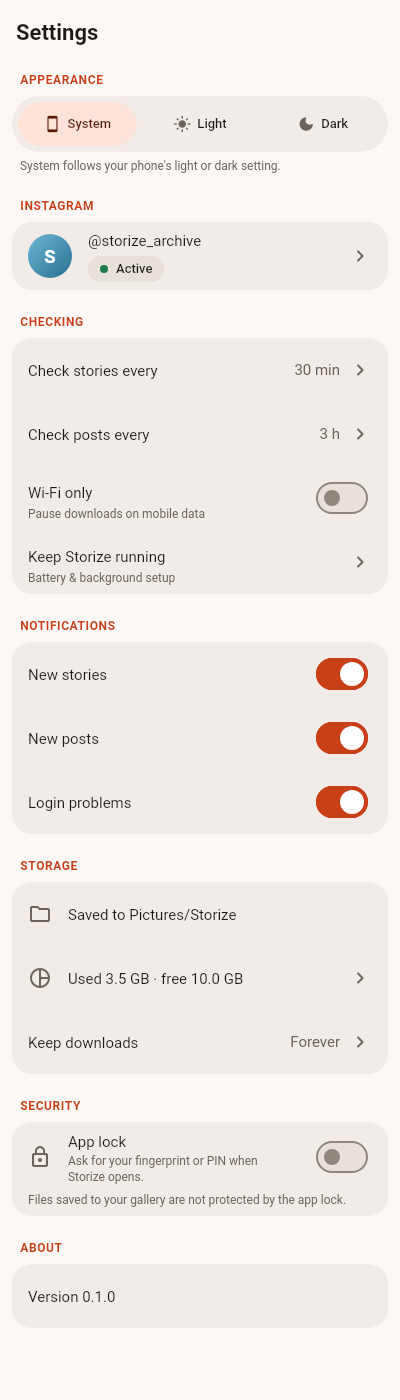 Settings
APPEARANCE
System
Light
Dark
System follows your phone's light or dark setting.
INSTAGRAM
S
@storize_archive
Active
CHECKING
Check stories every
30 min
Check posts every
3 h
Wi-Fi only
Pause downloads on mobile data
Keep Storize running
Battery & background setup
NOTIFICATIONS
New stories
New posts
Login problems
STORAGE
Saved to Pictures/Storize
Used 3.5 GB · free 10.0 GB
Keep downloads
Forever
SECURITY
App lock
Ask for your fingerprint or PIN when
Storize opens.
Files saved to your gallery are not protected by the app lock.
ABOUT
Version 0.1.0